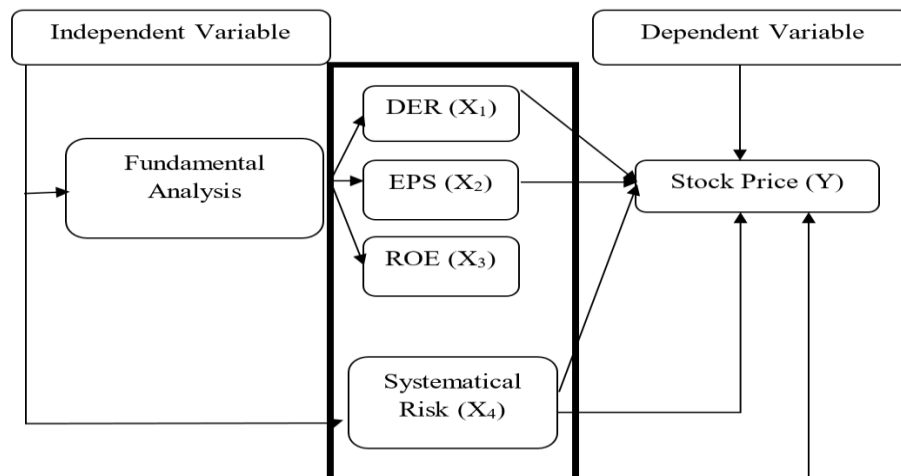 Independent Variable
Dependent Variable
DER (X₁)
Fundamental
Analysis
EPS (X₂)
Stock Price (Y)
ROE (X₃)
Systematical
Risk (X₄)